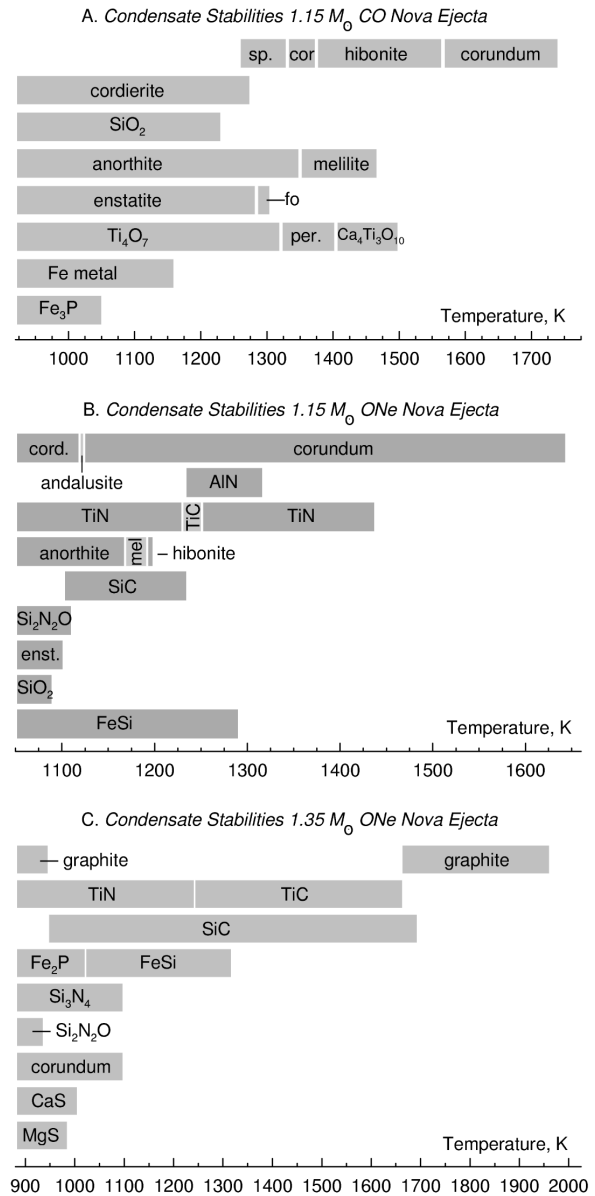 A. Condensate Stabilities 1.15 M☉ CO Nova Ejecta
sp. cor hibonite corundum
cordierite
SiO₂
anorthite melilite
enstatite fo
Ti₄O₇ per. Ca₄Ti₃O₁₀
Fe metal
Fe₃P
Temperature, K
1000 1100 1200 1300 1400 1500 1600 1700
B. Condensate Stabilities 1.15 M☉ ONe Nova Ejecta
cord. corundum
andalusite AlN
TiN TiC TiN
anorthite mel – hibonite
SiC
Si₂N₂O
enst.
SiO₂
FeSi
Temperature, K
1100 1200 1300 1400 1500 1600
C. Condensate Stabilities 1.35 M☉ ONe Nova Ejecta
graphite graphite
TiN TiC
SiC
Fe₂P FeSi
Si₃N₄
Si₂N₂O
corundum
CaS
MgS
Temperature, K
900 1000 1100 1200 1300 1400 1500 1600 1700 1800 1900 2000